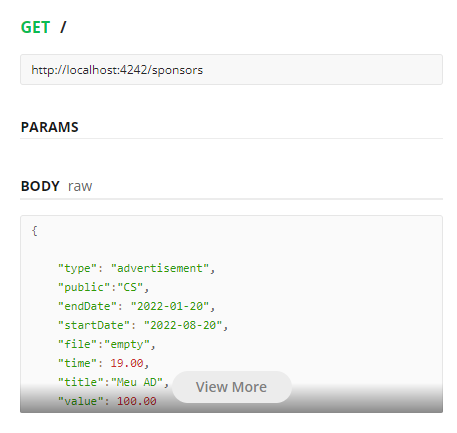 GET /
http://localhost:4242/sponsors
PARAMS
BODY raw
{
"type": "advertisement",
"public":"CS",
"endDate": "2022-01-20",
"startDate": "2022-08-20",
"file":"empty",
"time": 19.00,
"title":"Meu AD",
View More
"value": 100.00